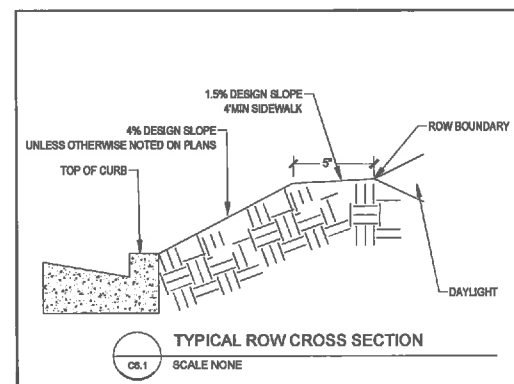 1.5% DESIGN SLOPE
4'MIN SIDEWALK
4% DESIGN SLOPE
UNLESS OTHERWISE NOTED ON PLANS
TOP OF CURB
5'
ROW BOUNDARY
DAYLIGHT
TYPICAL ROW CROSS SECTION
C6.1
SCALE NONE